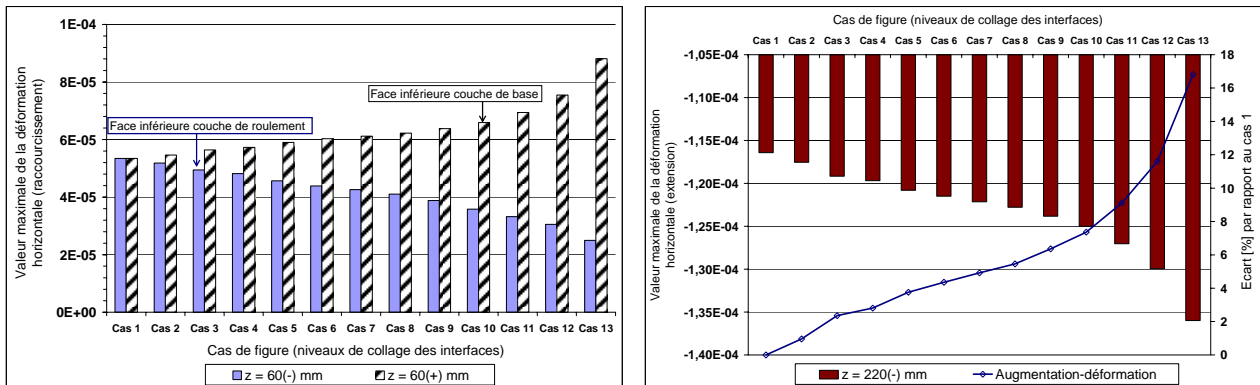 Valeur maximale de la déformation
horizontale (raccourcissement)
1E-04
8E-05
6E-05
4E-05
2E-05
0E+00
Face inférieure couche de roulement
Face inférieure couche de base
Cas 1 Cas 2 Cas 3 Cas 4 Cas 5 Cas 6 Cas 7 Cas 8 Cas 9 Cas 10 Cas 11 Cas 12 Cas 13
Cas de figure (niveaux de collage des interfaces)
z = 60(-) mm z = 60(+) mm
Cas de figure (niveaux de collage des interfaces)
Cas 1 Cas 2 Cas 3 Cas 4 Cas 5 Cas 6 Cas 7 Cas 8 Cas 9 Cas 10 Cas 11 Cas 12 Cas 13
Valeur maximale de la déformation
horizontale (extension)
-1,05E-04
-1,10E-04
-1,15E-04
-1,20E-04
-1,25E-04
-1,30E-04
-1,35E-04
-1,40E-04
18
16
14
12
10
8
6
4
2
0
Ecart [%] par rapport au cas 1
z = 220(-) mm Augmentation-déformation